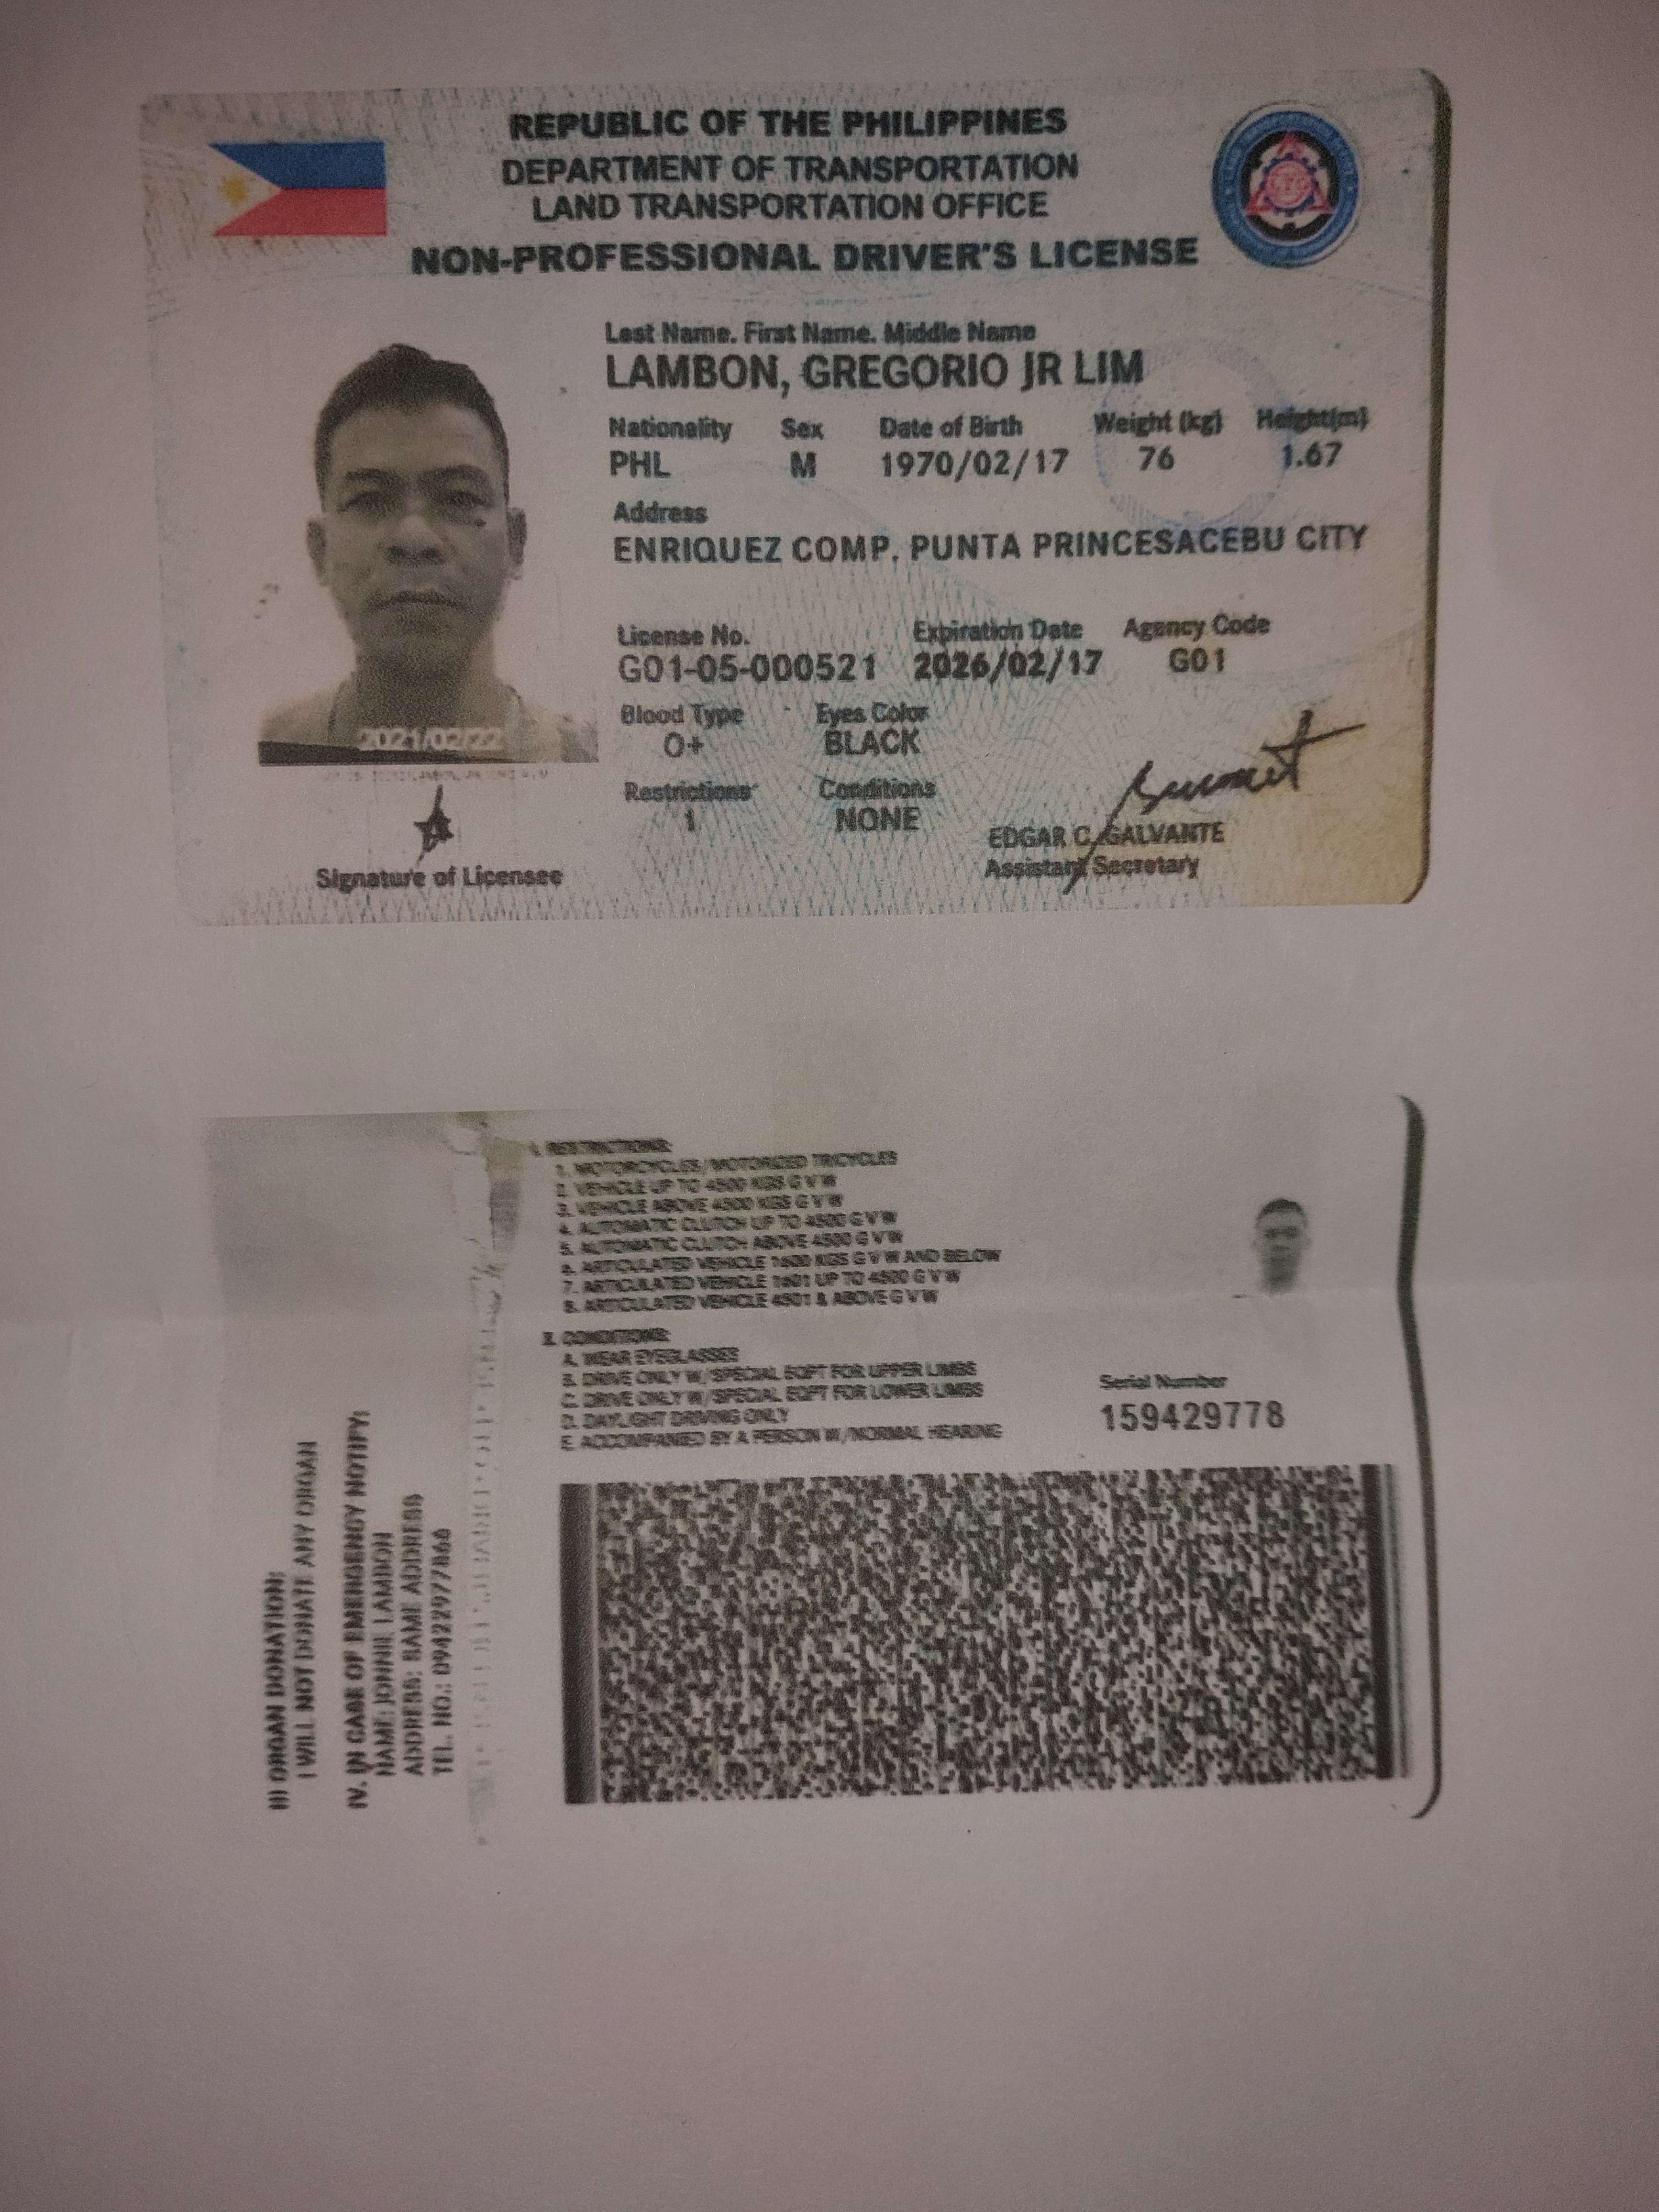 REPUBLIC OF THE PHILIPPINES
DEPARTMENT OF TRANSPORTATION
LAND TRANSPORTATION OFFICE
NON-PROFESSIONAL DRIVER'S LICENSE
Last Name. First Name. Middle Name
LAMBON, GREGORIO JR LIM
Nationality Sex Date of Birth Weight (kg) Height(m)
PHL M 1970/02/17 76 1.67
Address
ENRIQUEZ COMP. PUNTA PRINCESACEBU CITY
License No. Expiration Date Agency Code
G01-05-000521 2026/02/17 G01
Blood Type Eyes Color
O+ BLACK
Restrictions Conditions
1 NONE
2021/02/22
Signature of Licensee
EDGAR C. GALVANTE
Assistant Secretary
I. RESTRICTIONS:
1. MOTORCYCLES/MOTORIZED TRICYCLES
2. VEHICLE UP TO 4500 KGS G V W
3. VEHICLE ABOVE 4500 KGS G V W
4. AUTOMATIC CLUTCH UP TO 4500 G V W
5. AUTOMATIC CLUTCH ABOVE 4500 G V W
6. ARTICULATED VEHICLE 1600 KGS G V W AND BELOW
7. ARTICULATED VEHICLE 1601 UP TO 4500 G V W
8. ARTICULATED VEHICLE 4501 & ABOVE G V W
II. CONDITIONS:
A. WEAR EYEGLASSES
B. DRIVE ONLY W/SPECIAL EQPT FOR UPPER LIMBS
C. DRIVE ONLY W/SPECIAL EQPT FOR LOWER LIMBS
D. DAYLIGHT DRIVING ONLY
E. ACCOMPANIED BY A PERSON W/NORMAL HEARING
Serial Number
159429778
III) ORGAN DONATION:
I WILL NOT DONATE ANY ORGAN
IV. IN CASE OF EMERGENCY NOTIFY:
NAME: JONNIE LAMBON
ADDRESS: SAME ADDRESS
TEL. NO.: 09422977866